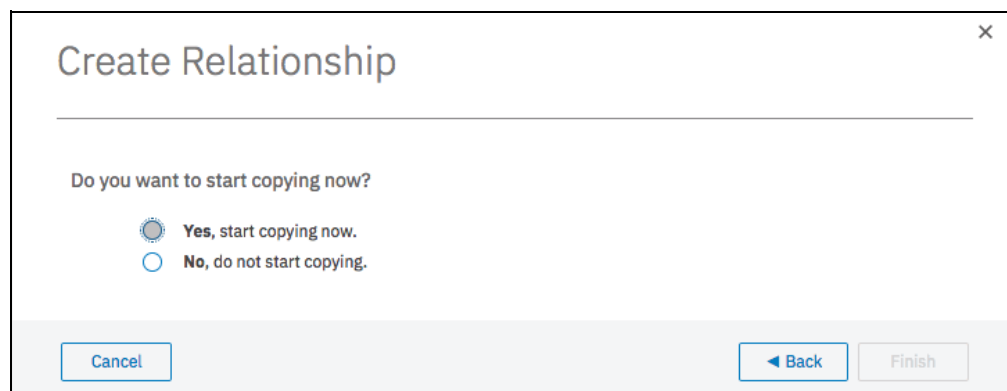 Create Relationship
Do you want to start copying now?
Yes, start copying now.
No, do not start copying.
Cancel
Back
Finish